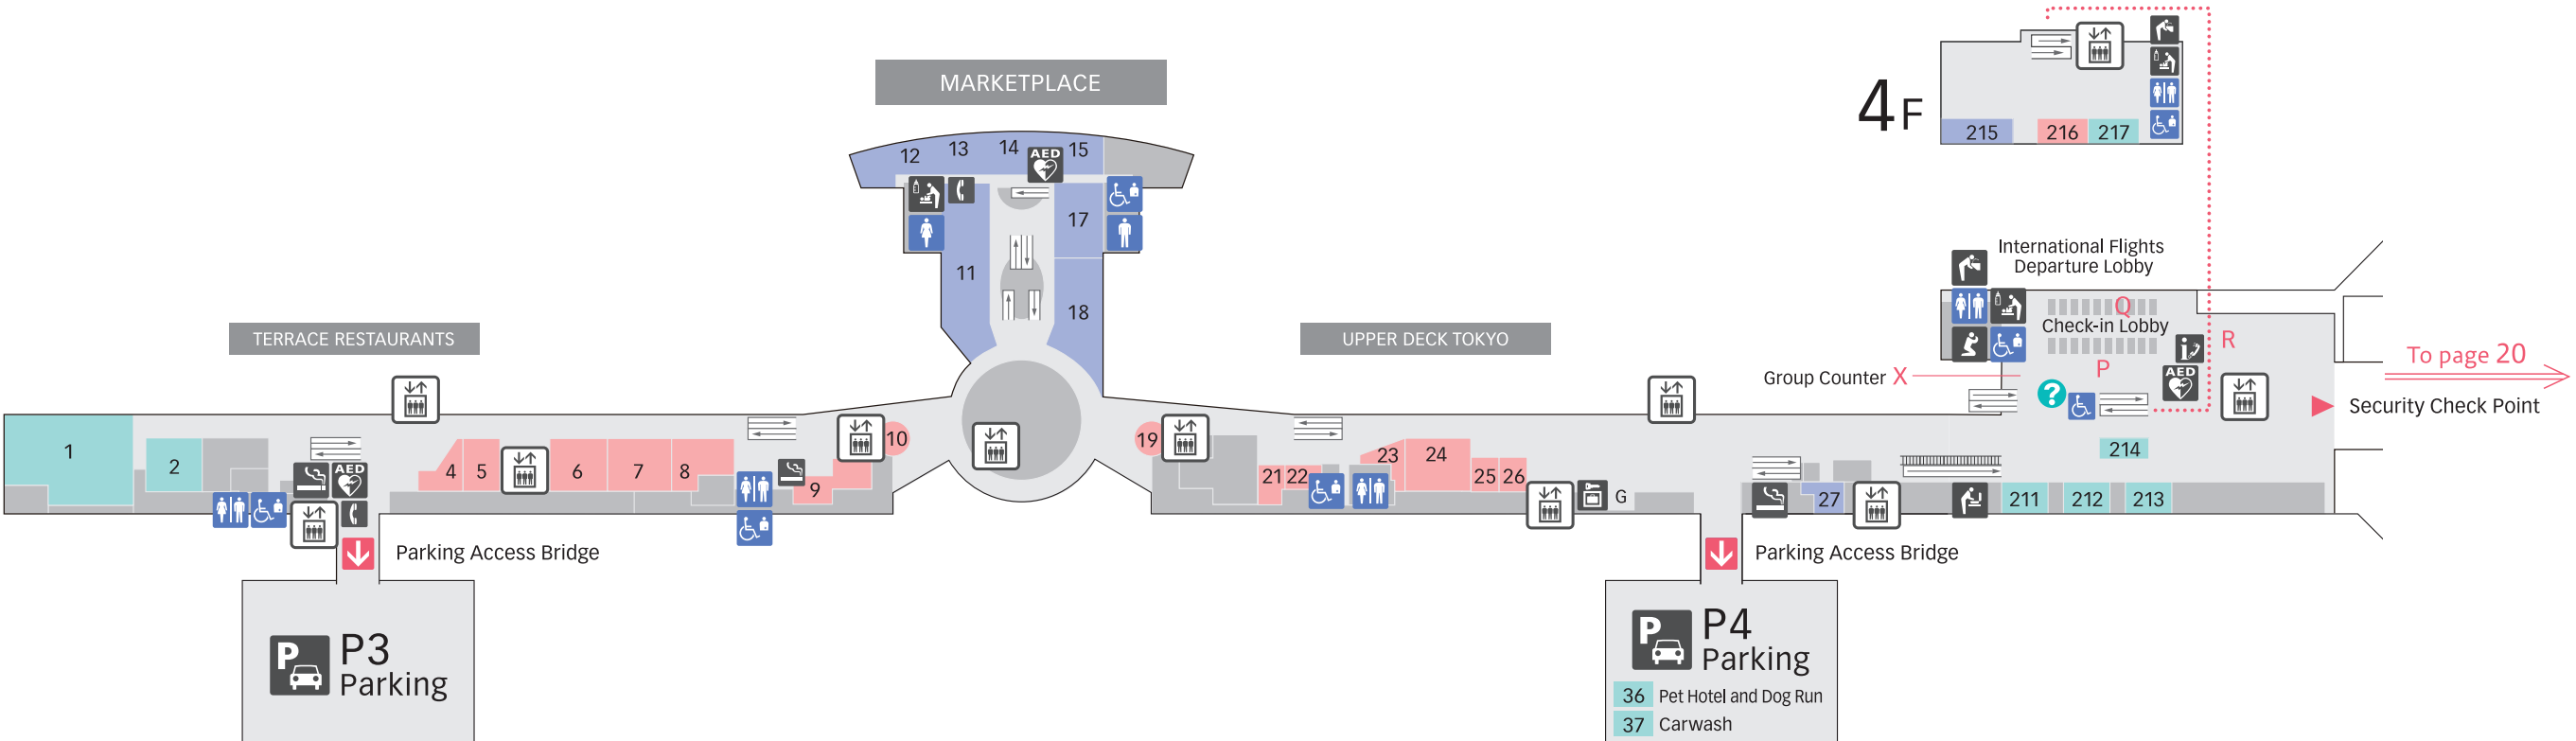 MARKETPLACE
4F
215 216 217
12 13 14 AED 15
17
11
18
TERRACE RESTAURANTS
UPPER DECK TOKYO
International Flights
Departure Lobby
Q
Check-in Lobby
R
P
i
AED
?
Group Counter X
To page 20
Security Check Point
1
2
AED
4 5 6 7 8
9
10
19
21 22 23 24 25 26
G
27
214
211 212 213
Parking Access Bridge
Parking Access Bridge
P
P3
Parking
P
P4
Parking
36 Pet Hotel and Dog Run
37 Carwash